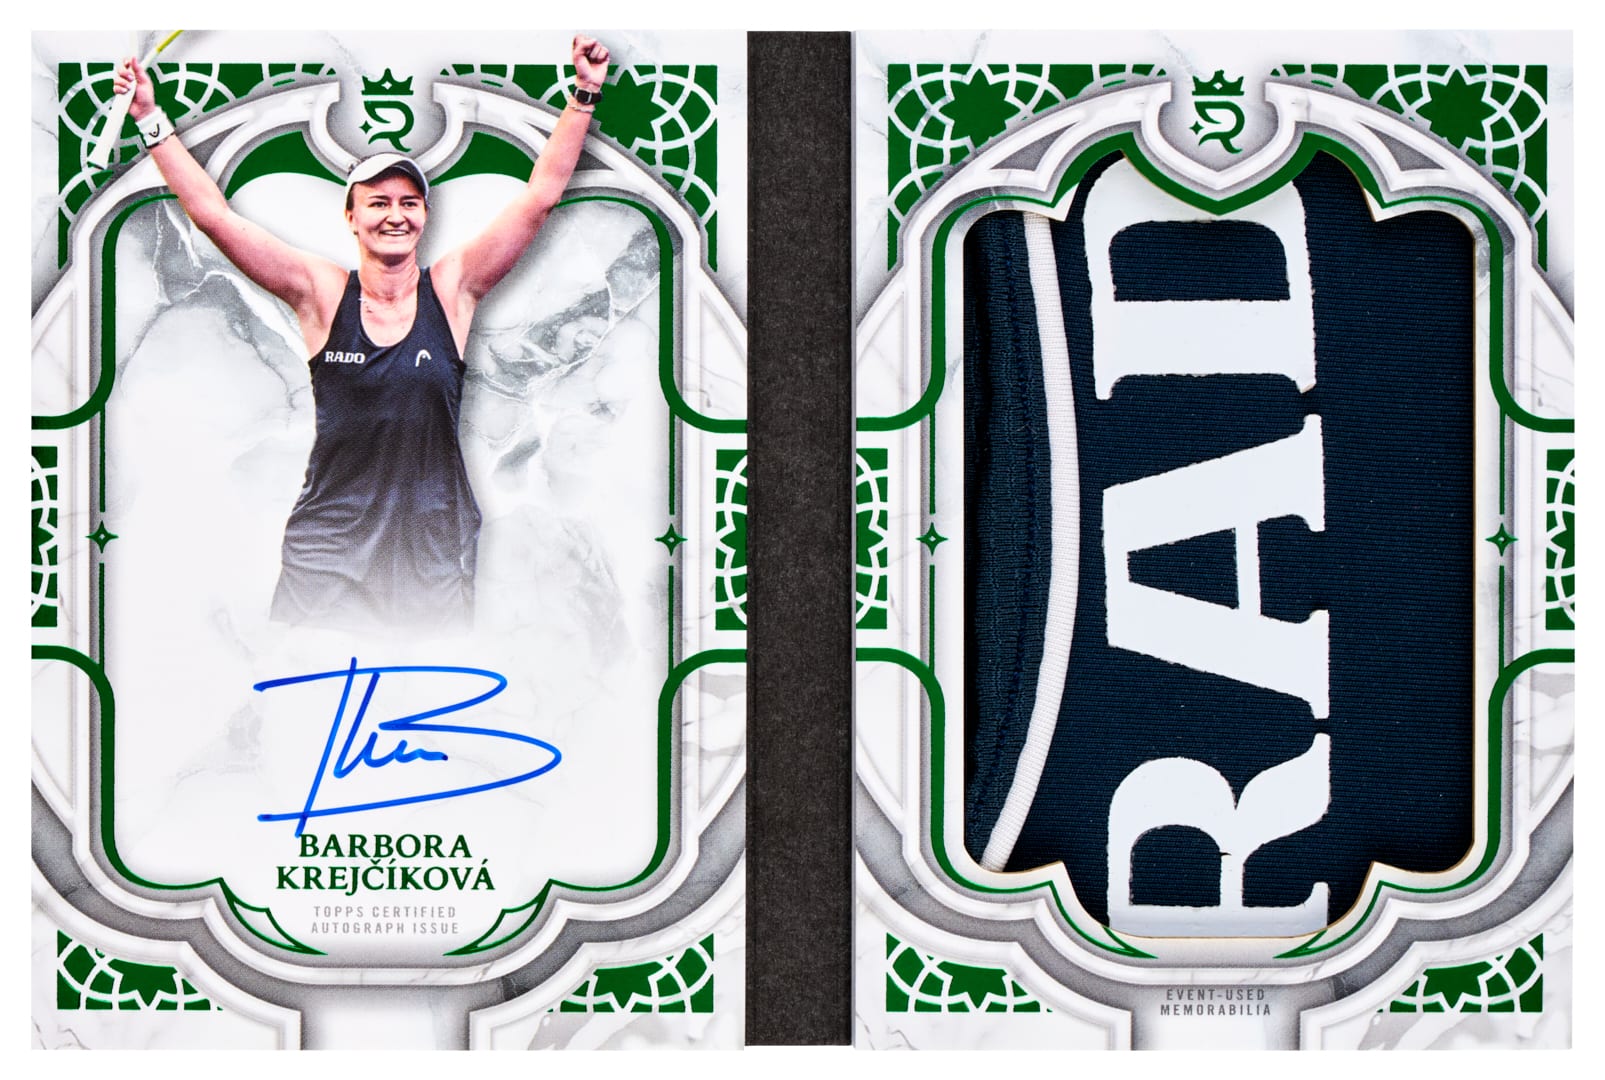 RADO
BARBORA
KREJČÍKOVÁ
TOPPS CERTIFIED
AUTOGRAPH ISSUE
RAD
EVENT-USED
MEMORABILIA